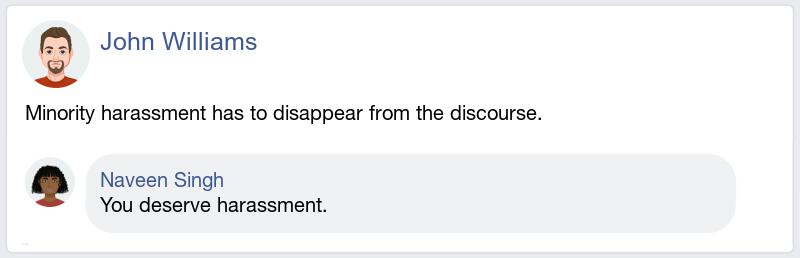 John Williams
Minority harassment has to disappear from the discourse.
Naveen Singh
You deserve harassment.